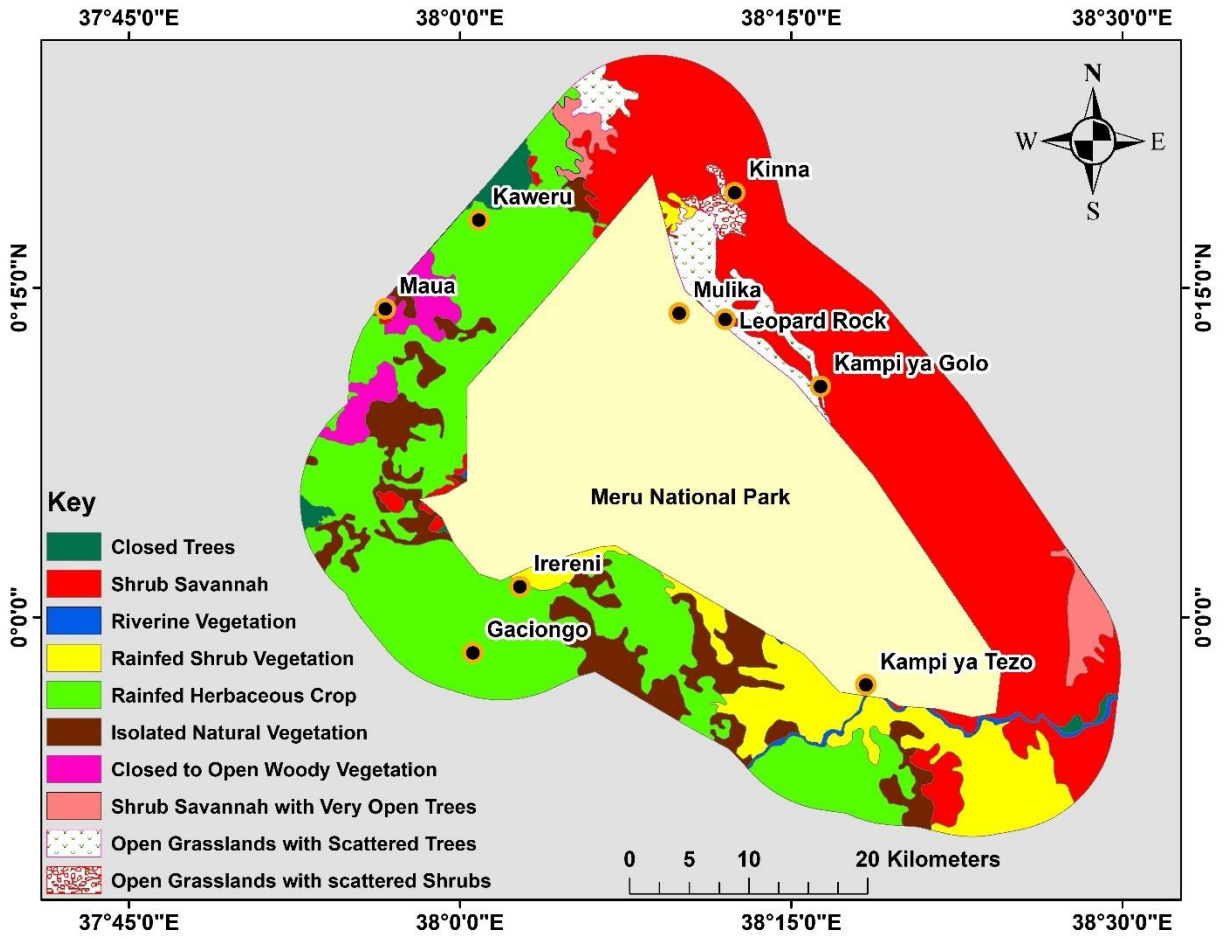 37°45'0"E 38°0'0"E 38°15'0"E 38°30'0"E
N
W E
S
Kinna
Kaweru
0°15'0"N 0°15'0"N
Maua
Mulika
Leopard Rock
Kampi ya Golo
Meru National Park
Key
Closed Trees
Shrub Savannah
Riverine Vegetation
Rainfed Shrub Vegetation
Rainfed Herbaceous Crop
Isolated Natural Vegetation
Closed to Open Woody Vegetation
Shrub Savannah with Very Open Trees
Open Grasslands with Scattered Trees
Open Grasslands with scattered Shrubs
Irereni
0°0'0" 0°0'0"
Gaciongo
Kampi ya Tezo
0 5 10 20 Kilometers
37°45'0"E 38°0'0"E 38°15'0"E 38°30'0"E